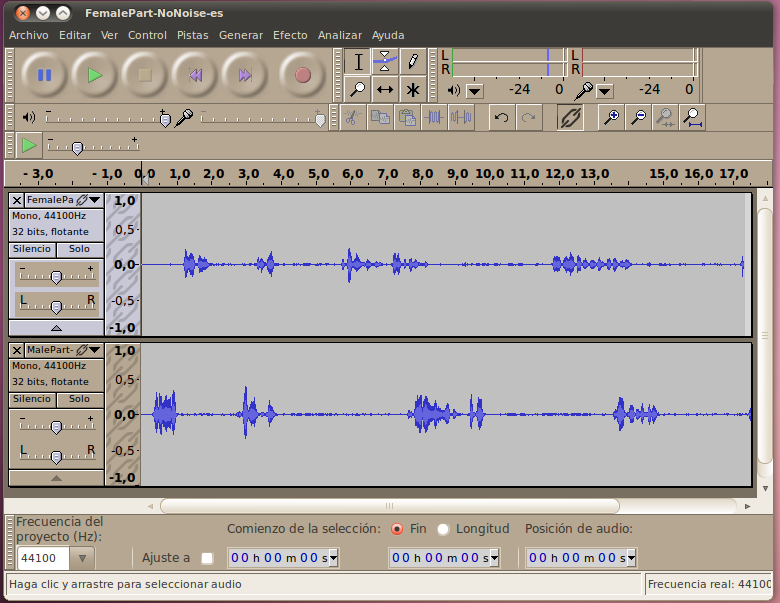 FemalePart-NoNoise-es
Archivo Editar Ver Control Pistas Generar Efecto Analizar Ayuda
L
R
-24 0
L
R
-24 0
- 3,0 - 1,0 0,0 1,0 2,0 3,0 4,0 5,0 6,0 7,0 8,0 9,0 10,0 11,0 12,0 13,0 15,0 16,0 17,0
FemalePa
Mono, 44100Hz
32 bits, flotante
Silencio Solo
- +
L R
1,0
0,5
0,0
-0,5
-1,0
MalePart-
Mono, 44100Hz
32 bits, flotante
Silencio Solo
- +
L R
1,0
0,5
0,0
-0,5
-1,0
Frecuencia del
proyecto (Hz):
44100
Comienzo de la selección: Fin Longitud Posición de audio:
Ajuste a 00 h 00 m 00 s 00 h 00 m 00 s 00 h 00 m 00 s
Haga clic y arrastre para seleccionar audio
Frecuencia real: 44100